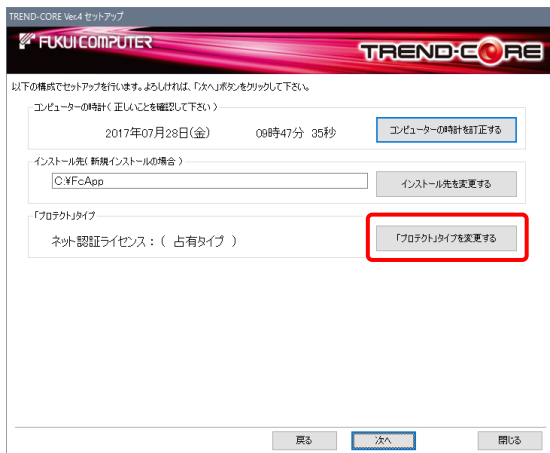 TREND-CORE Ver.4 セットアップ
FUKUI COMPUTER
TREND-CORE
以下の構成でセットアップを行います。よろしければ、「次へ」ボタンをクリックして下さい。
コンピューターの時計( 正しいことを確認して下さい )
2017年07月28日(金) 09時47分 35秒 コンピューターの時計を訂正する
インストール先( 新規インストールの場合 )
C:¥FcApp インストール先を変更する
「プロテクト」タイプ
ネット認証ライセンス : ( 占有タイプ ) 「プロテクト」タイプを変更する
戻る 次へ 閉じる